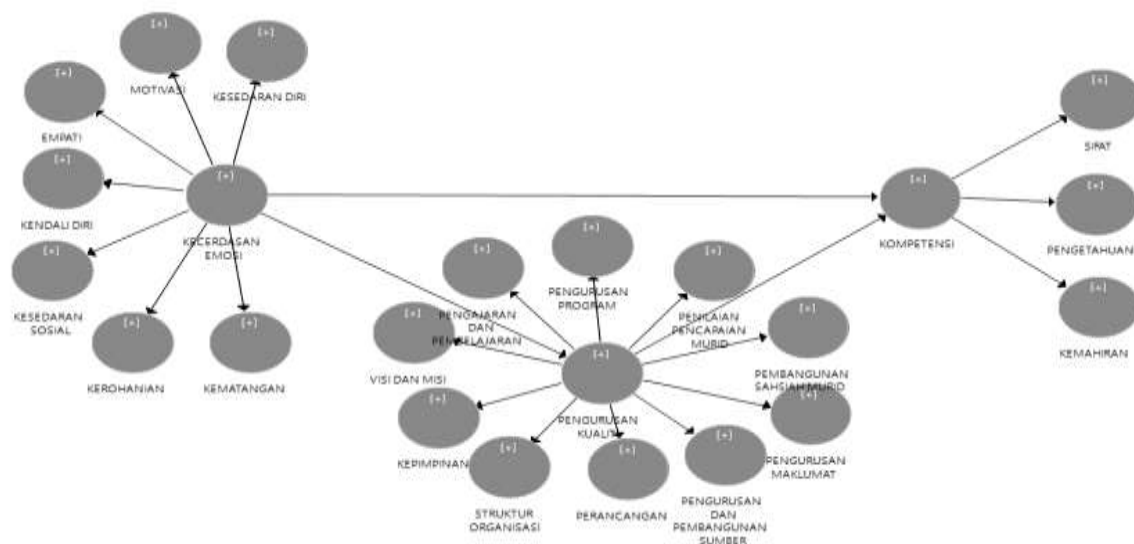 [+]
MOTIVASI
[+]
KESEDARAN DIRI
[+]
EMPATI
[+]
KENDALI DIRI
[+]
KECERDASAN
EMOSI
[+]
KESEDARAN
SOSIAL
[+]
KEROHANIAN
[+]
KEMATANGAN
[+]
PENGAJARAN
DAN
PEMBELAJARAN
[+]
PENGURUSAN
PROGRAM
[+]
PENILAIAN
PENCAPAIAN
MURID
[+]
VISI DAN MISI
[+]
PENGURUSAN
KUALITI
[+]
PEMBANGUNAN
SAHSIAH MURID
[+]
KEPIMPINAN
[+]
STRUKTUR
ORGANISASI
[+]
PERANCANGAN
[+]
PENGURUSAN
DAN
PEMBANGUNAN
SUMBER
[+]
PENGURUSAN
MAKLUMAT
[+]
KOMPETENSI
[+]
SIFAT
[+]
PENGETAHUAN
[+]
KEMAHIRAN